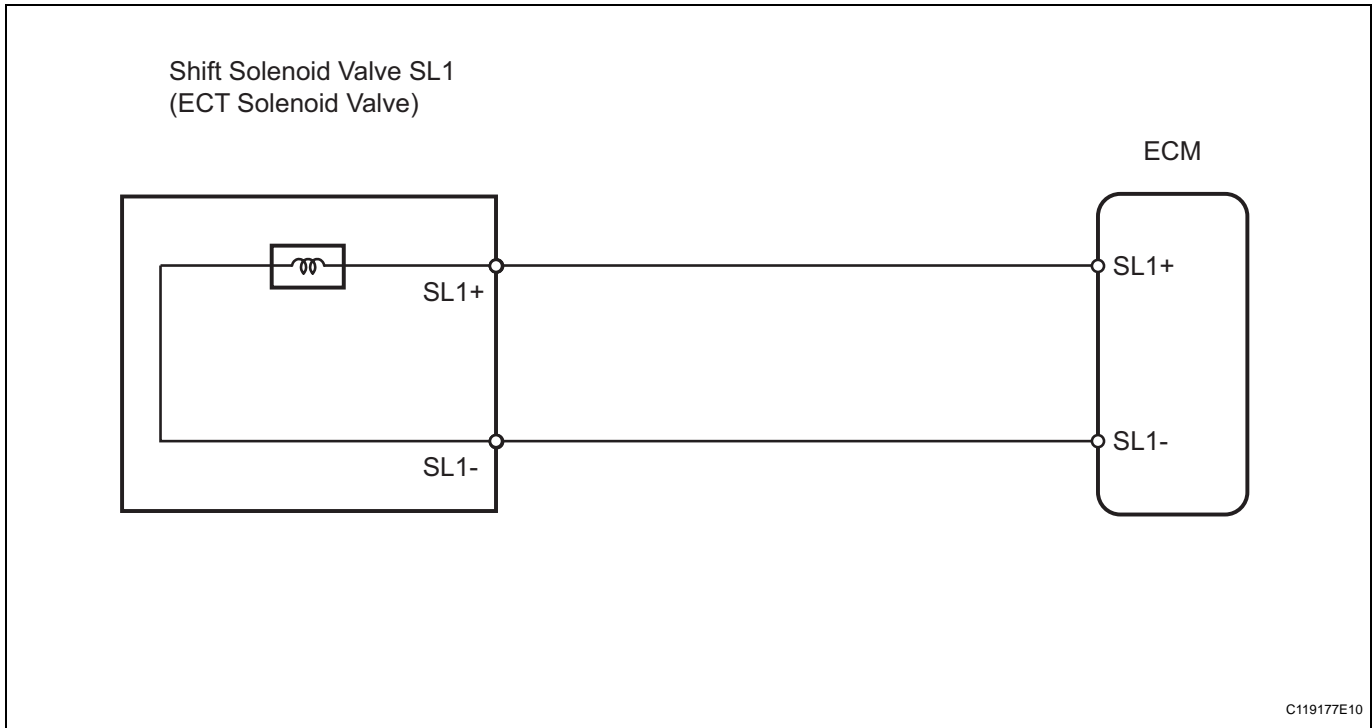 Shift Solenoid Valve SL1
(ECT Solenoid Valve)
ECM
SL1+
SL1+
SL1-
SL1-
C119177E10